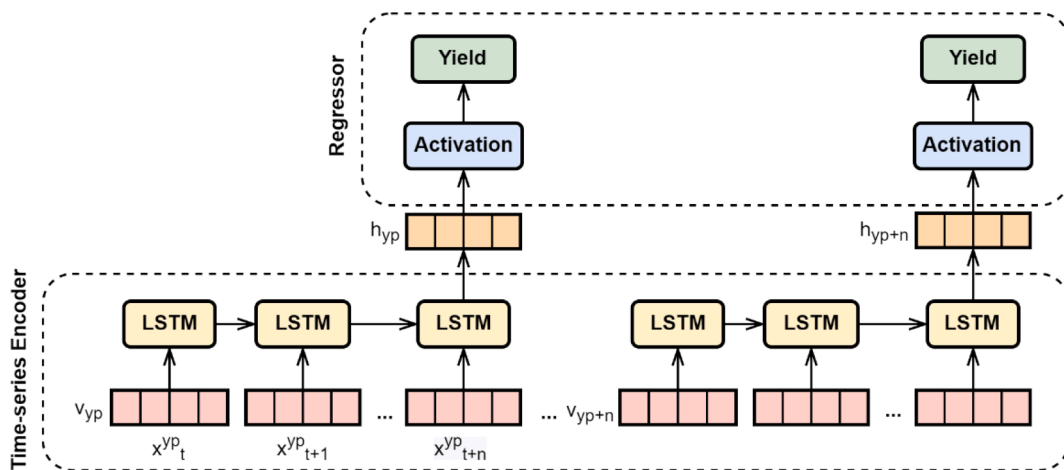 Yield Yield
Regressor
Activation Activation
h_yp h_yp+n
Time-series Encoder
LSTM LSTM LSTM LSTM LSTM LSTM
v_yp ... ... v_yp+n ...
x^yp_t x^yp_t+1 x^yp_t+n